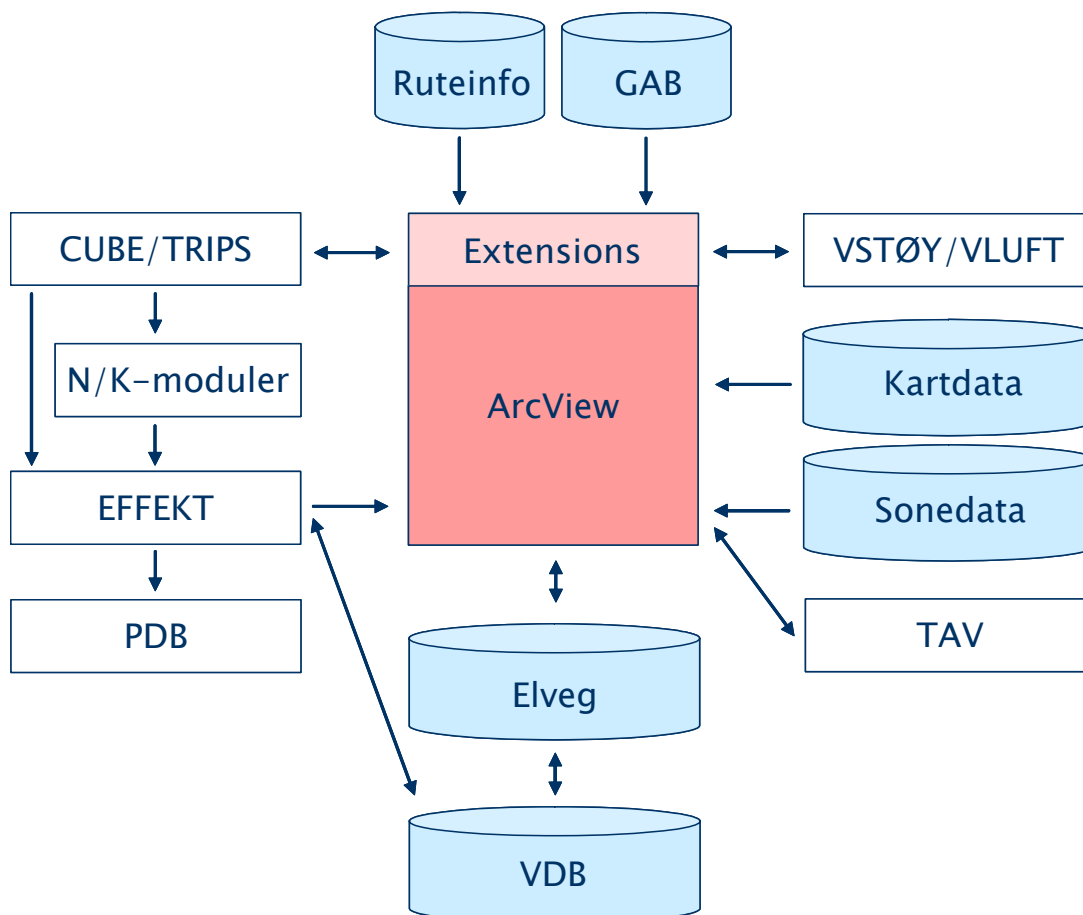 Ruteinfo
GAB
CUBE/TRIPS
Extensions
VSTØY/VLUFT
N/K-moduler
ArcView
Kartdata
EFFEKT
Sonedata
PDB
TAV
Elveg
VDB